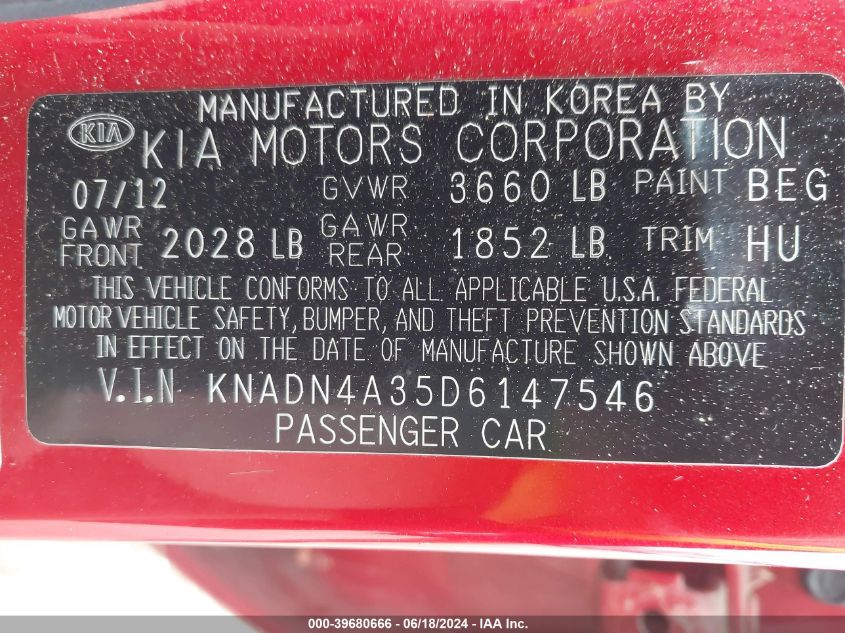 MANUFACTURED IN KOREA BY
KIA KIA MOTORS CORPORATION
07/12 GVWR 3660 LB PAINT BEG
GAWR FRONT 2028 LB GAWR REAR 1852 LB TRIM HU
THIS VEHICLE CONFORMS TO ALL APPLICABLE U.S.A. FEDERAL
MOTOR VEHICLE SAFETY, BUMPER, AND THEFT PREVENTION STANDARDS
IN EFFECT ON THE DATE OF MANUFACTURE SHOWN ABOVE
V.I.N KNADN4A35D6147546
PASSENGER CAR
000-39680666 - 06/18/2024 - IAA Inc.